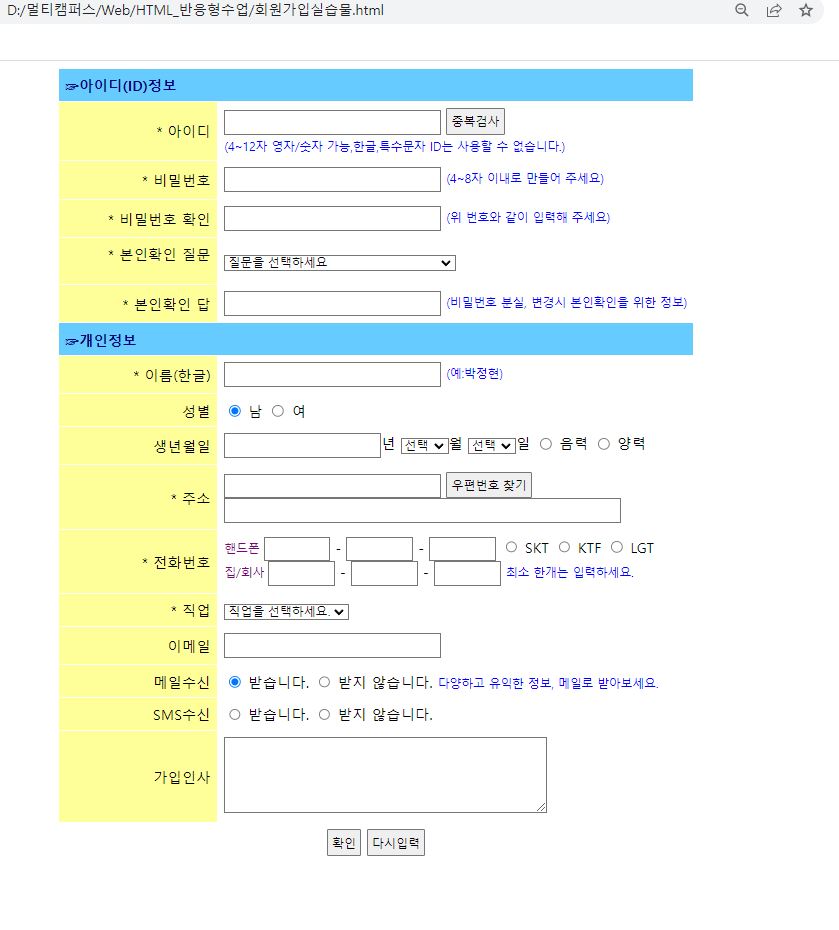 D:/멀티캠퍼스/Web/HTML_반응형수업/회원가입실습물.html
☞아이디(ID)정보
* 아이디 중복검사
(4~12자 영자/숫자 가능,한글,특수문자 ID는 사용할 수 없습니다.)
* 비밀번호 (4~8자 이내로 만들어 주세요)
* 비밀번호 확인 (위 번호와 같이 입력해 주세요)
* 본인확인 질문 질문을 선택하세요
* 본인확인 답 (비밀번호 분실, 변경시 본인확인을 위한 정보)
☞개인정보
* 이름(한글) (예:박정현)
성별 남 여
생년월일 년 선택 월 선택 일 음력 양력
* 주소 우편번호 찾기
* 전화번호 핸드폰 - - SKT KTF LGT
집/회사 - - 최소 한개는 입력하세요.
* 직업 직업을 선택하세요.
이메일
메일수신 받습니다. 받지 않습니다. 다양하고 유익한 정보, 메일로 받아보세요.
SMS수신 받습니다. 받지 않습니다.
가입인사
확인 다시입력